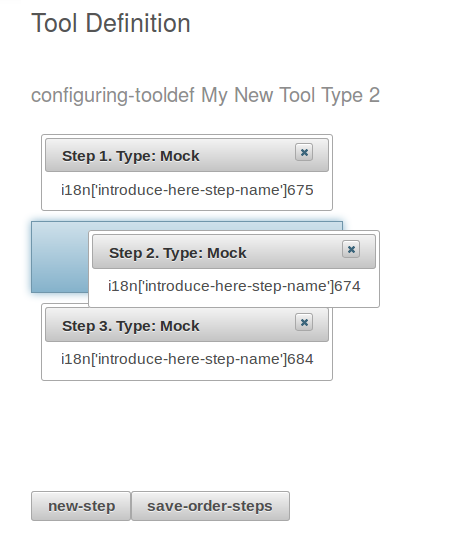 Tool Definition
configuring-tooldef My New Tool Type 2
Step 1. Type: Mock
i18n['introduce-here-step-name']675
Step 2. Type: Mock
i18n['introduce-here-step-name']674
Step 3. Type: Mock
i18n['introduce-here-step-name']684
new-step save-order-steps